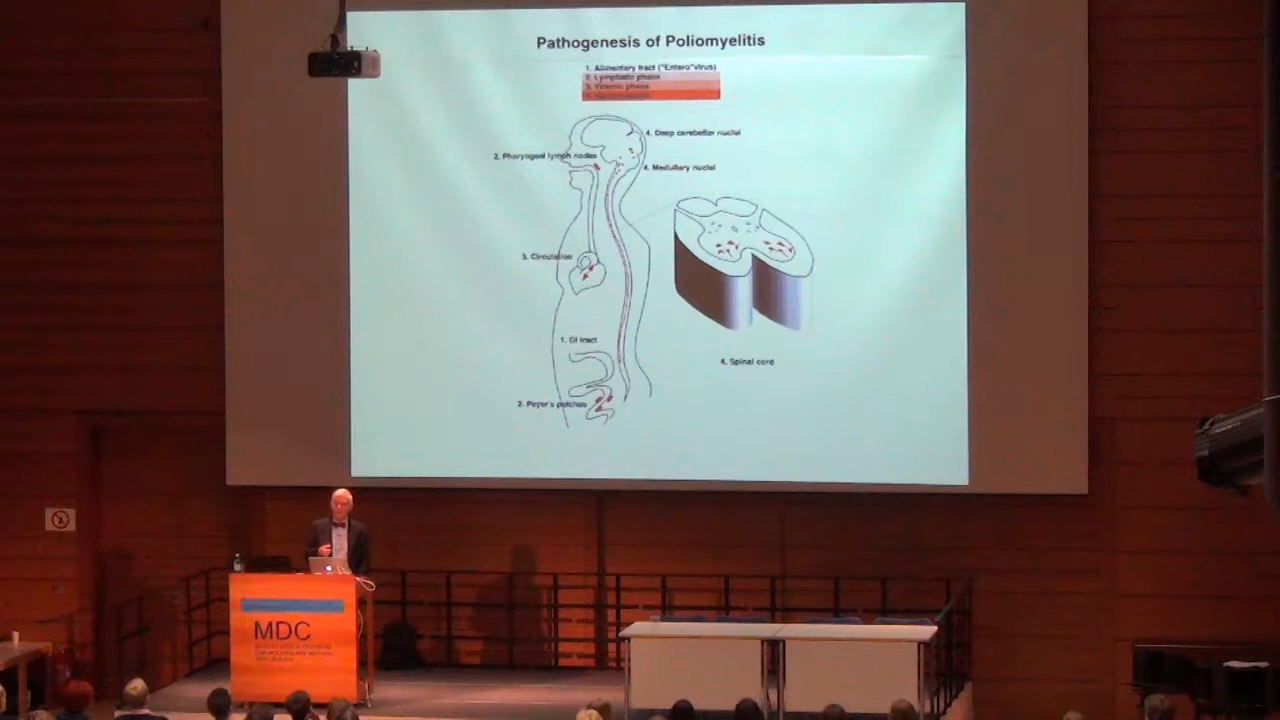 Pathogenesis of Poliomyelitis
1. Alimentary tract ("Entero"virus)
2. Lymphatic phase
3. Viremic phase
4. Deep cerebellar nuclei
2. Pharyngeal lymph nodes
4. Medullary nuclei
3. Circulation
1. GI tract
4. Spinal cord
2. Peyer's patches
MDC